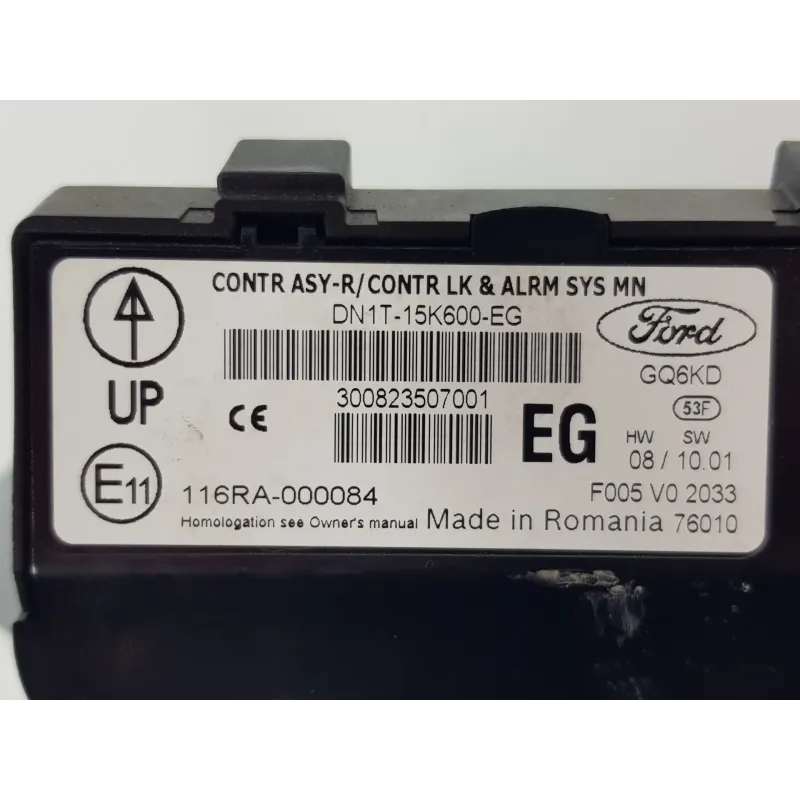 CONTR ASY-R/CONTR LK & ALRM SYS MN
DN1T-15K600-EG
Ford
GQ6KD
UP
300823507001
53F
CE
EG
HW SW
08 / 10.01
E11
116RA-000084
F005 V0 2033
Homologation see Owner's manual Made in Romania 76010